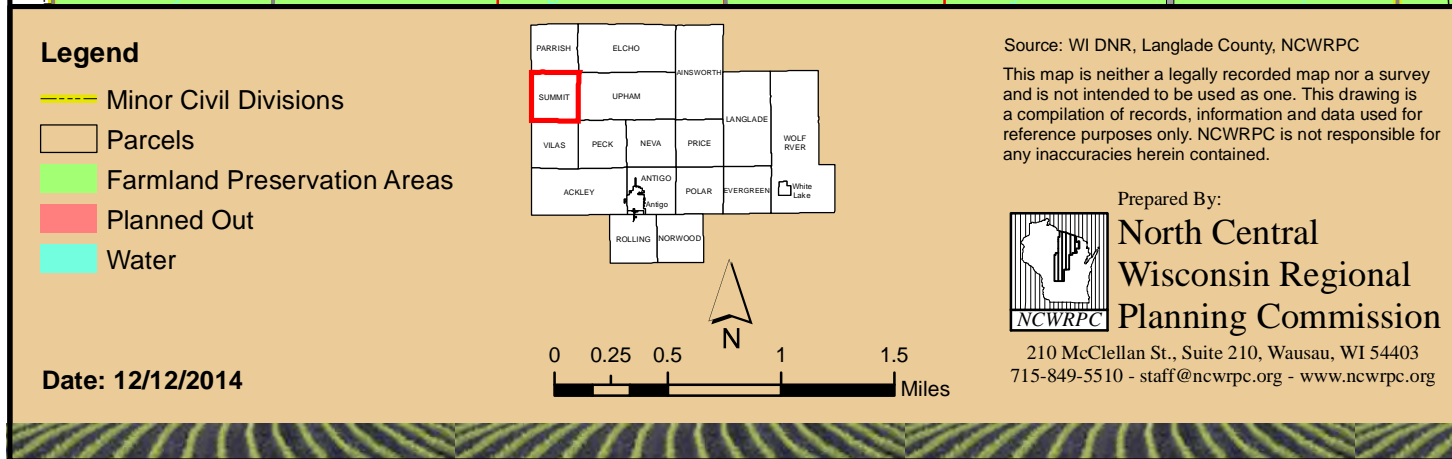 Legend
Minor Civil Divisions
Parcels
Farmland Preservation Areas
Planned Out
Water
Date: 12/12/2014
PARRISH
ELCHO
AINSWORTH
SUMMIT
UPHAM
LANGLADE
VILAS
PECK
NEVA
PRICE
WOLF
RVER
ACKLEY
ANTIGO
Antigo
POLAR
EVERGREEN
White
Lake
ROLLING
NORWOOD
N
0 0.25 0.5 1 1.5
Miles
Source: WI DNR, Langlade County, NCWRPC
This map is neither a legally recorded map nor a survey
and is not intended to be used as one. This drawing is
a compilation of records, information and data used for
reference purposes only. NCWRPC is not responsible for
any inaccuracies herein contained.
Prepared By:
NCWRPC
North Central
Wisconsin Regional
Planning Commission
210 McClellan St., Suite 210, Wausau, WI 54403
715-849-5510 - staff@ncwrpc.org - www.ncwrpc.org